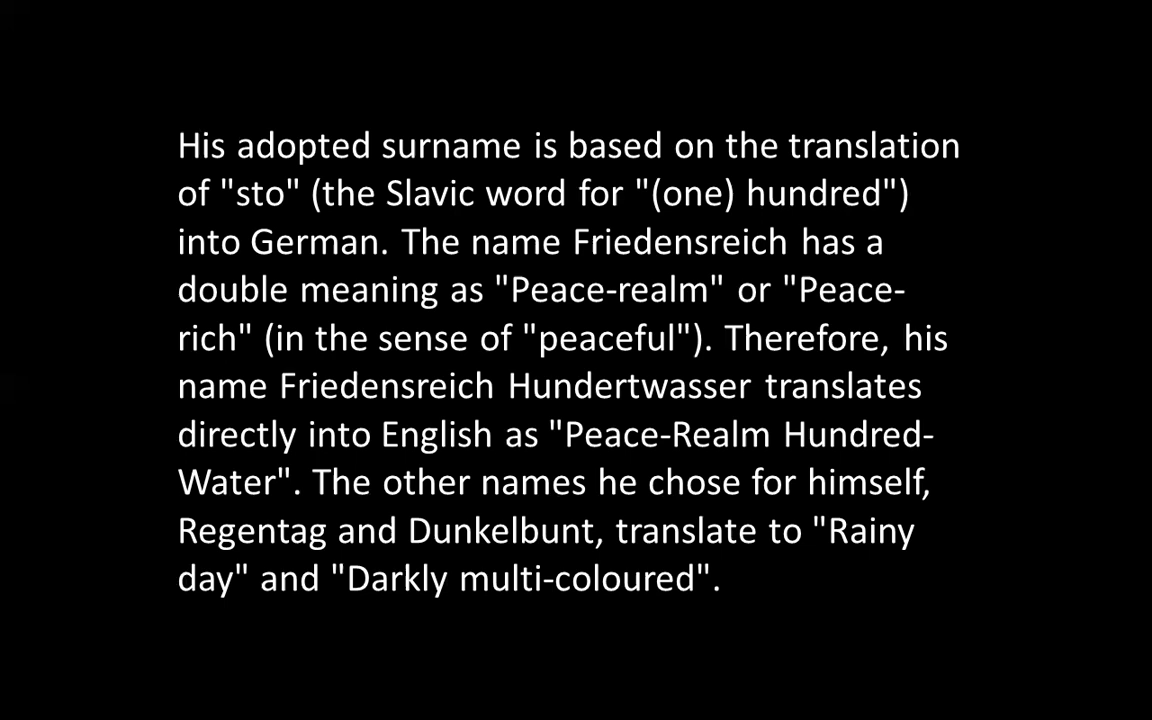 His adopted surname is based on the translation
of "sto" (the Slavic word for "(one) hundred")
into German. The name Friedensreich has a
double meaning as "Peace-realm" or "Peace-
rich" (in the sense of "peaceful"). Therefore, his
name Friedensreich Hundertwasser translates
directly into English as "Peace-Realm Hundred-
Water". The other names he chose for himself,
Regentag and Dunkelbunt, translate to "Rainy
day" and "Darkly multi-coloured".